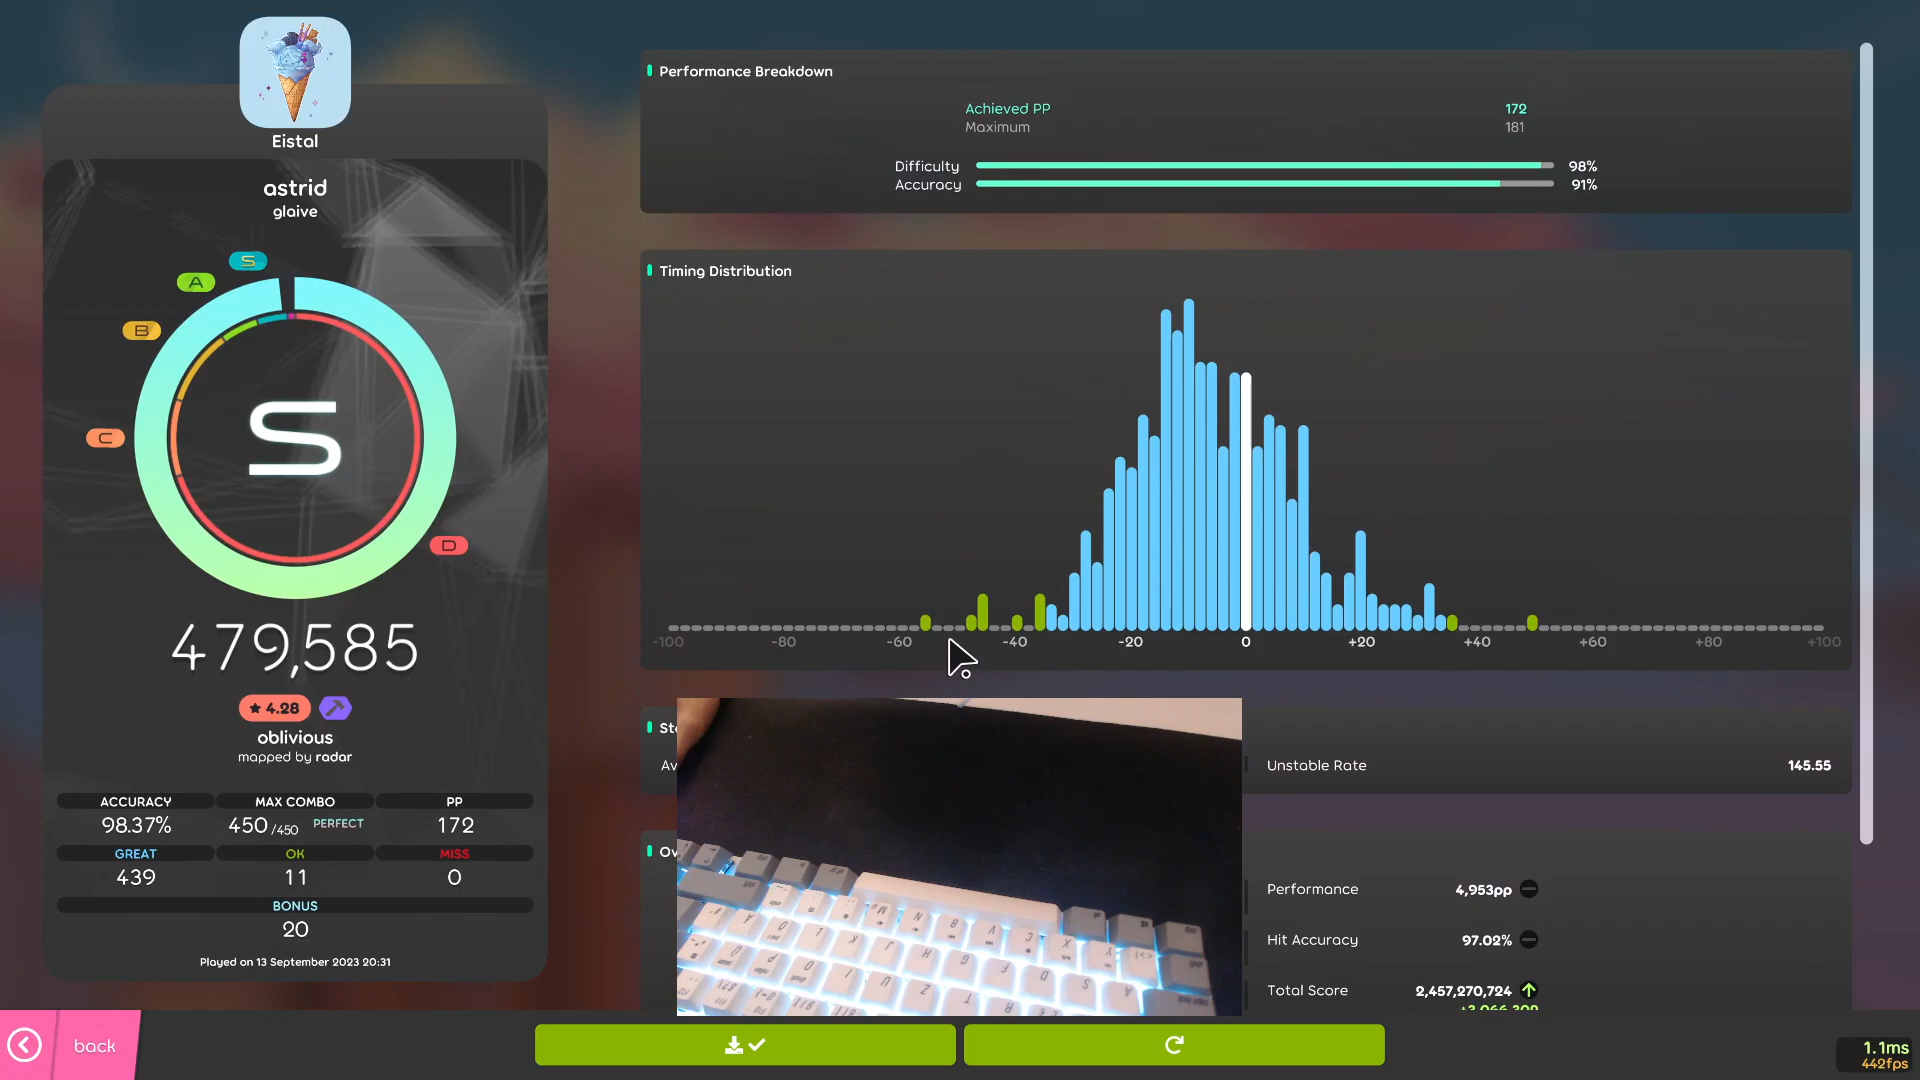 Eistal
astrid
glaive
S
A
B
C
D
S
479,585
★ 4.28
oblivious
mapped by radar
ACCURACY
MAX COMBO
PP
98.37%
450 /450 PERFECT
172
GREAT
OK
MISS
439
11
0
BONUS
20
Played on 13 September 2023 20:31
Performance Breakdown
Achieved PP 172
Maximum 181
Difficulty 98%
Accuracy 91%
Timing Distribution
-100 -80 -60 -40 -20 0 +20 +40 +60 +80 +100
Unstable Rate 145.55
Performance 4,953pp
Hit Accuracy 97.02%
Total Score 2,457,270,724
back
1.1ms
442fps